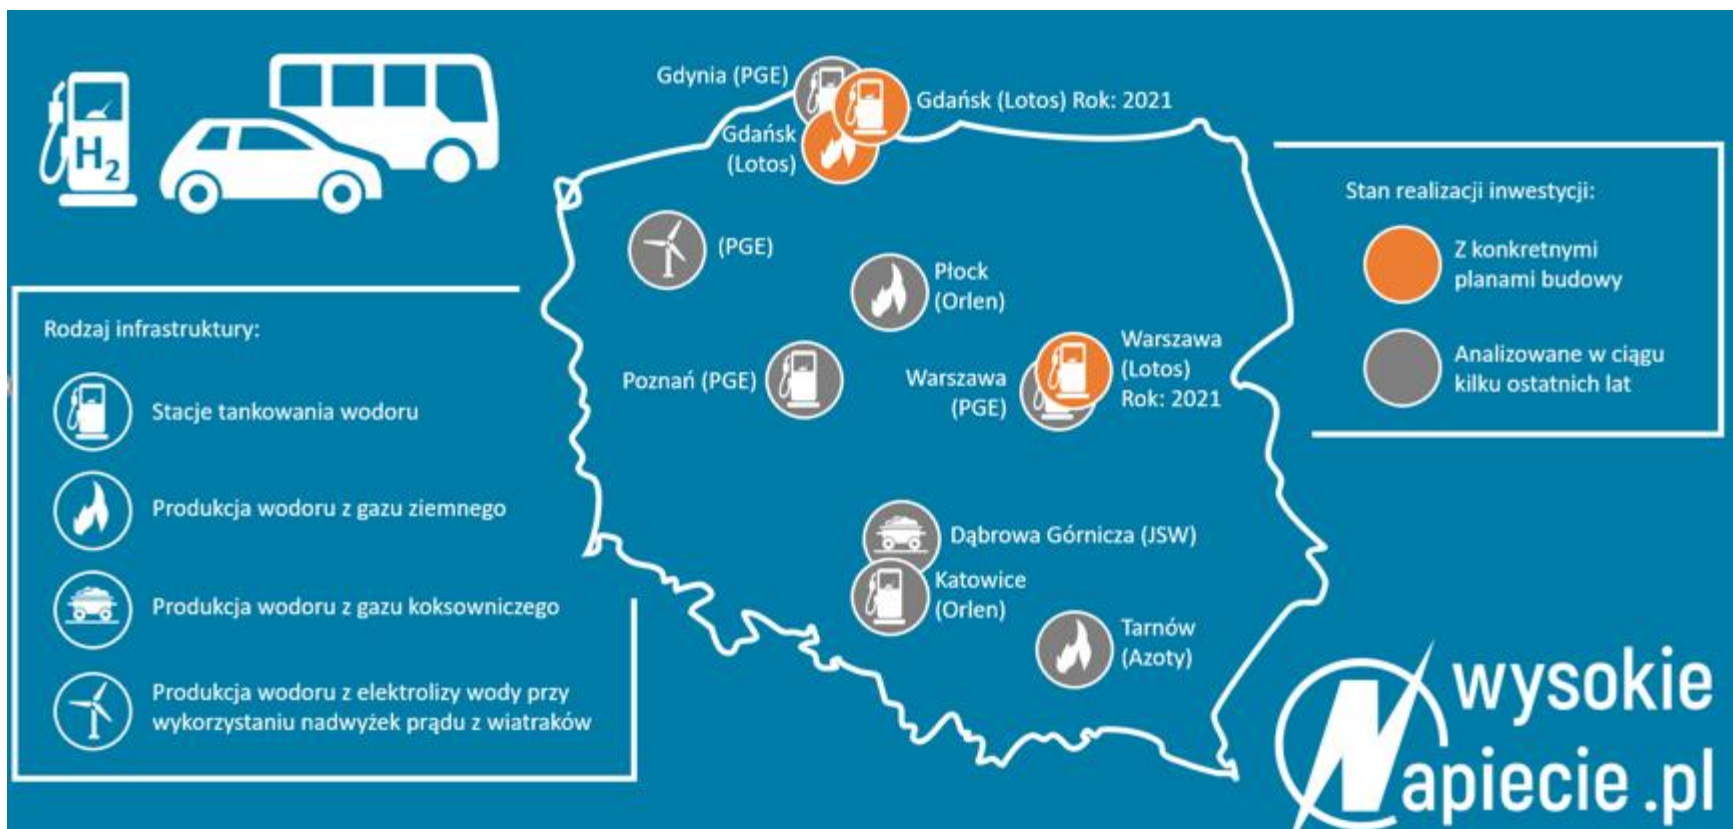 H2
Gdynia (PGE)
Gdańsk (Lotos) Rok: 2021
Gdańsk
(Lotos)
(PGE)
Płock
(Orlen)
Poznań (PGE)
Warszawa
(PGE)
Warszawa
(Lotos)
Rok: 2021
Dąbrowa Górnicza (JSW)
Katowice
(Orlen)
Tarnów
(Azoty)
Rodzaj infrastruktury:
Stacje tankowania wodoru
Produkcja wodoru z gazu ziemnego
Produkcja wodoru z gazu koksowniczego
Produkcja wodoru z elektrolizy wody przy
wykorzystaniu nadwyżek prądu z wiatraków
Stan realizacji inwestycji:
Z konkretnymi
planami budowy
Analizowane w ciągu
kilku ostatnich lat
wysokie
Napiecie.pl